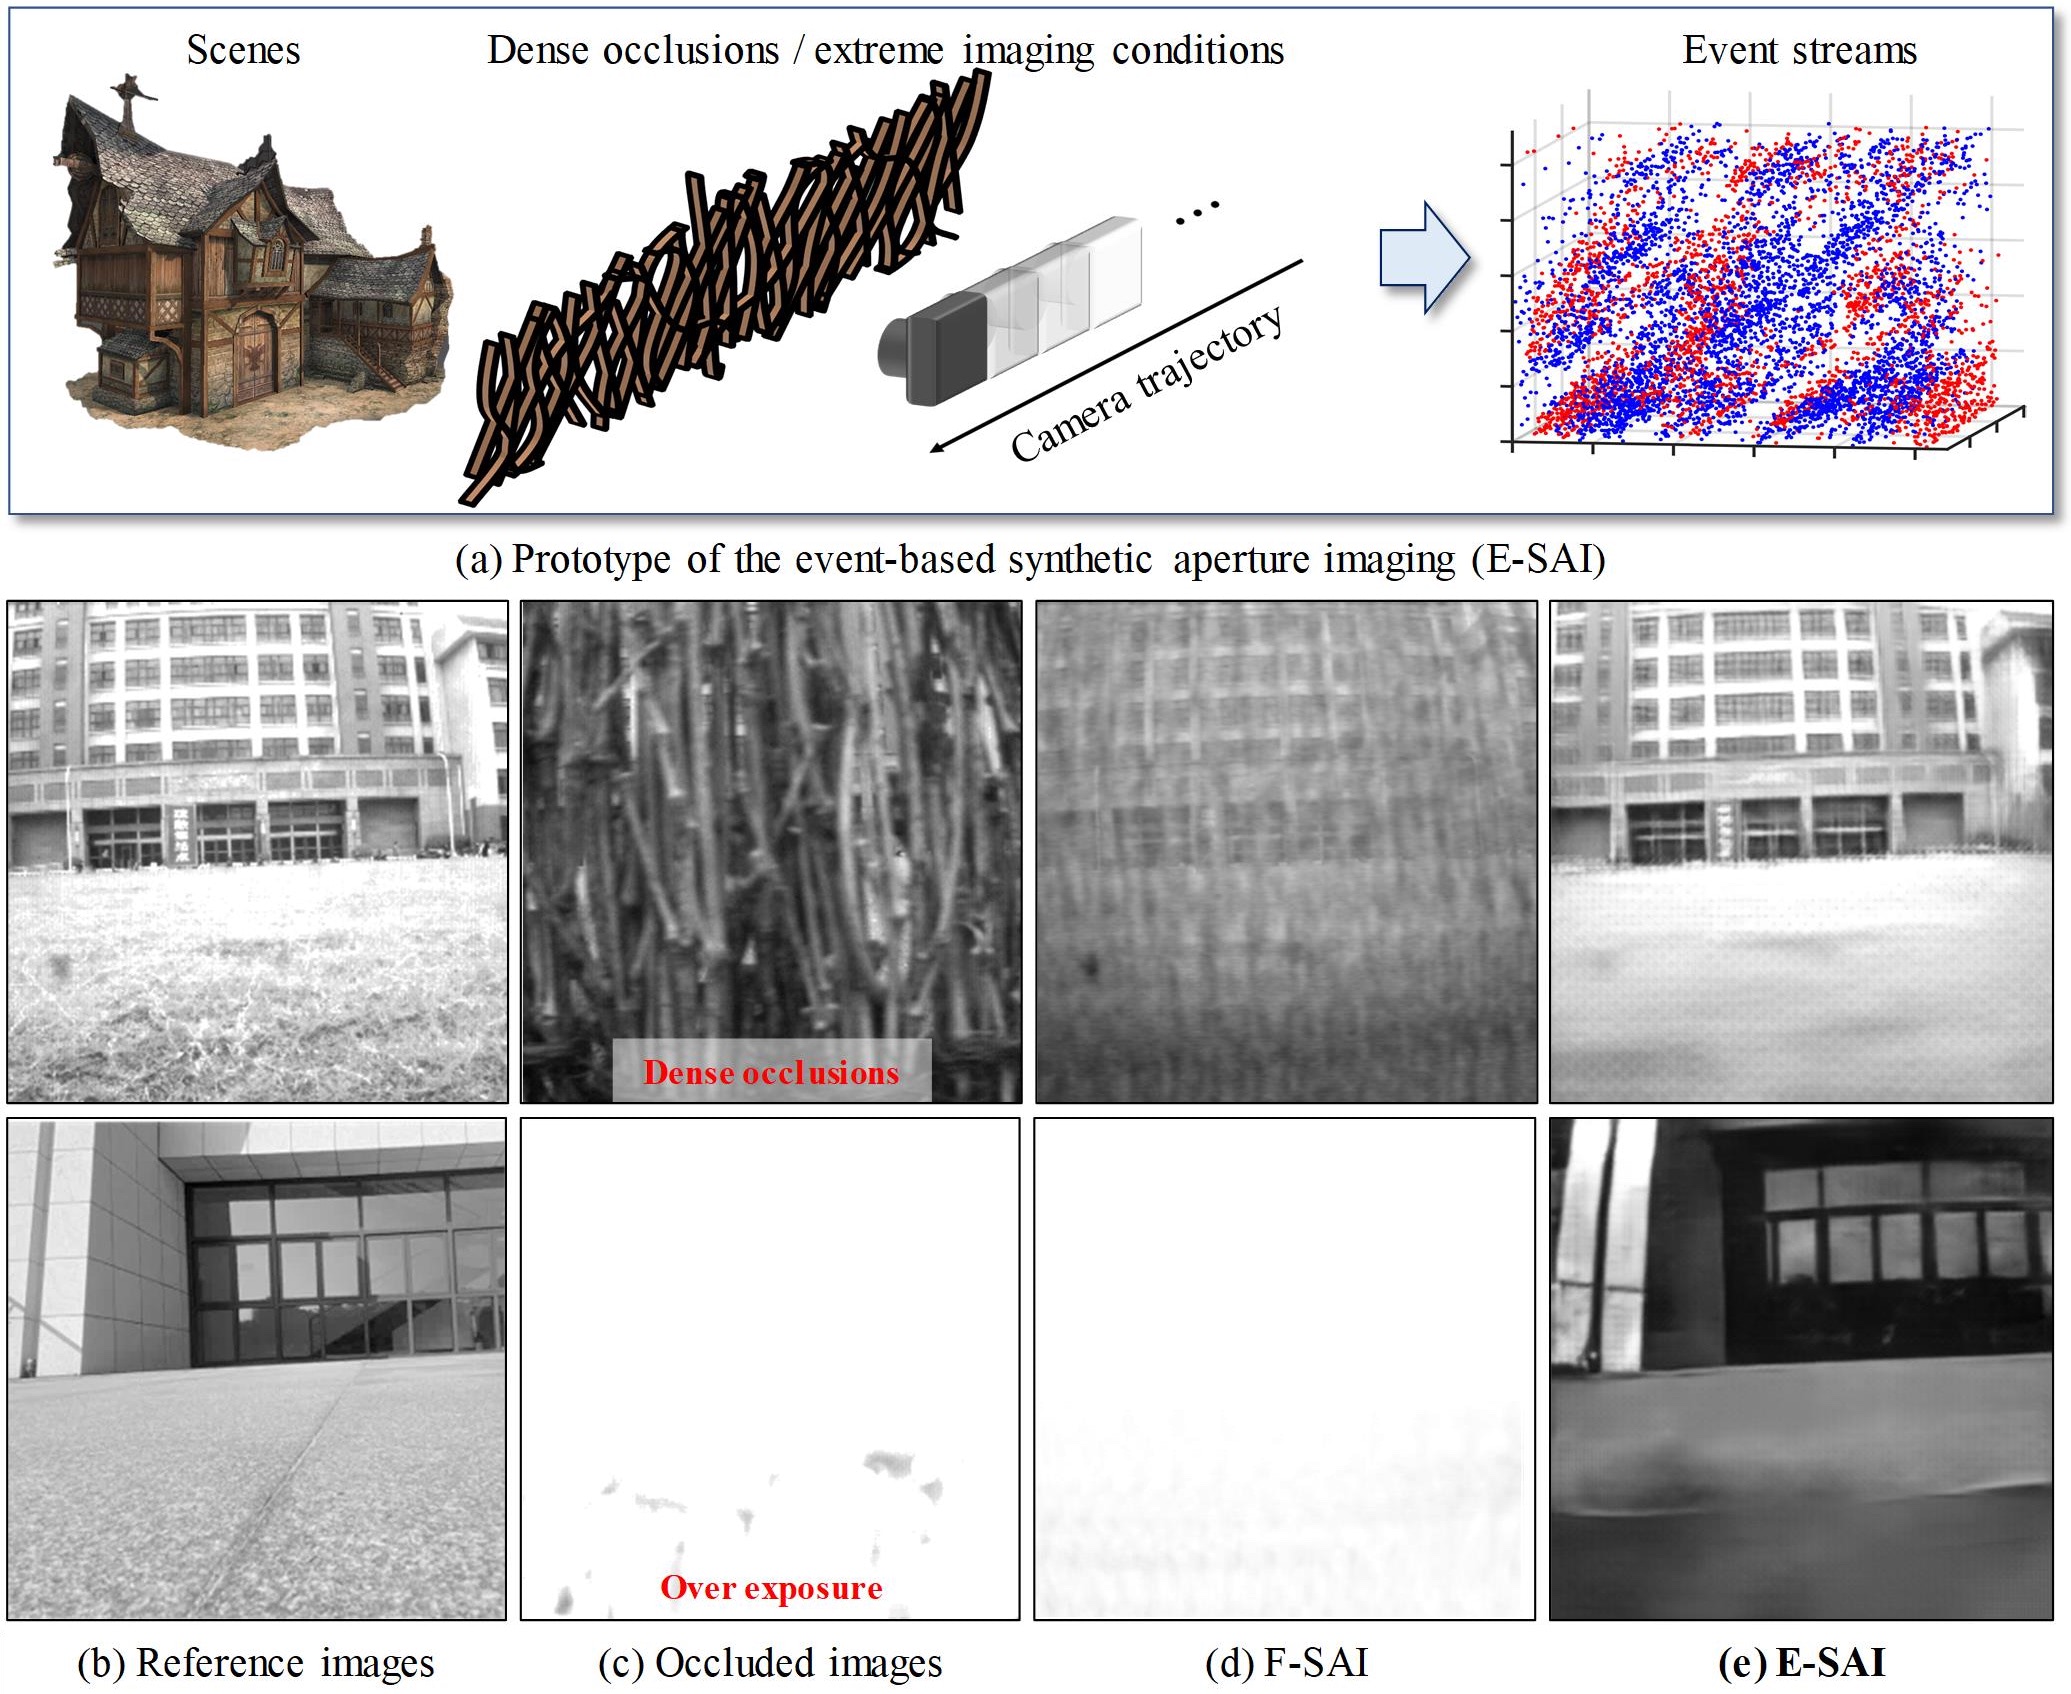 Scenes
Dense occlusions / extreme imaging conditions
Event streams
Camera trajectory
(a) Prototype of the event-based synthetic aperture imaging (E-SAI)
Dense occlusions
Over exposure
(b) Reference images
(c) Occluded images
(d) F-SAI
(e) E-SAI